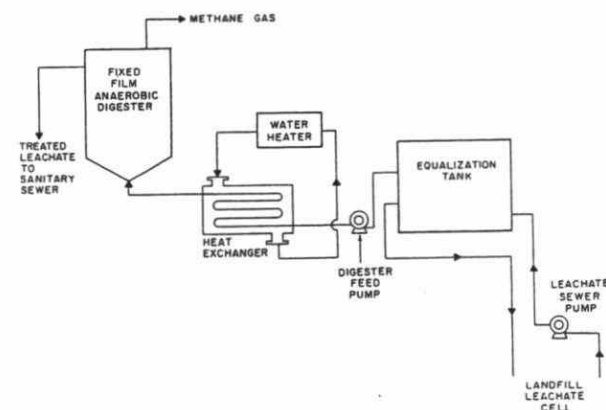 METHANE GAS
FIXED
FILM
ANAEROBIC
DIGESTER
TREATED
LEACHATE
TO
SANITARY
SEWER
WATER
HEATER
EQUALIZATION
TANK
HEAT
EXCHANGER
DIGESTER
FEED
PUMP
LEACHATE
SEWER
PUMP
LANDFILL
LEACHATE
CELL